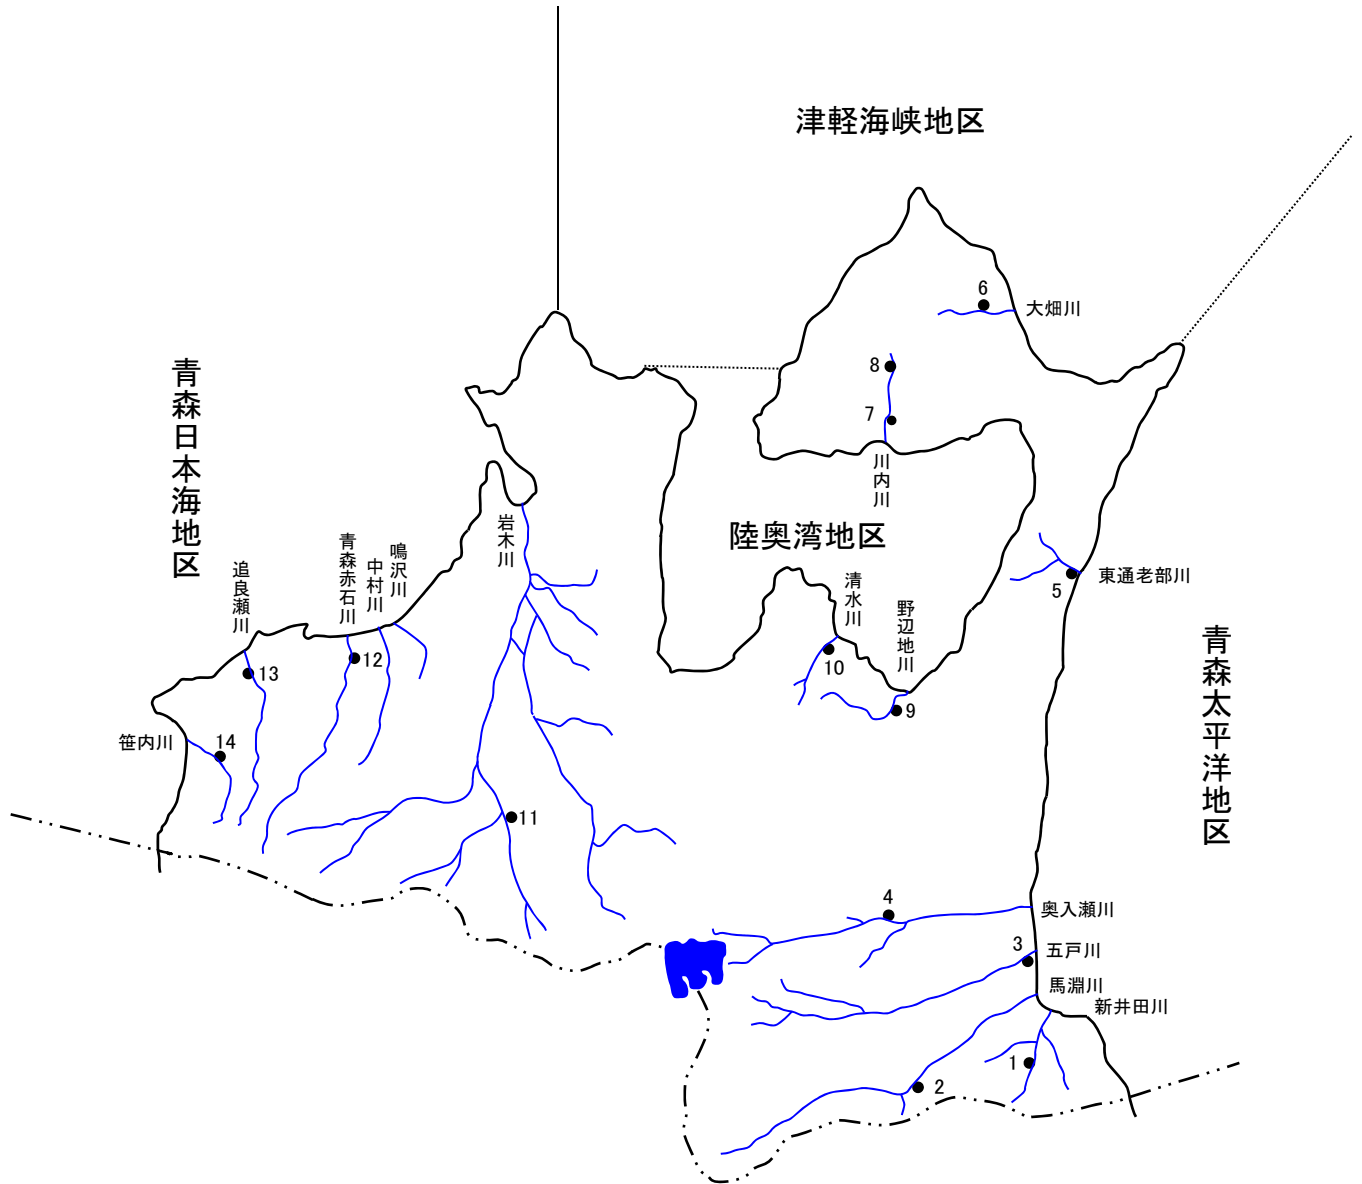 津軽海峡地区
6
大畑川
8
7
川内川
青森日本海地区
岩木川
陸奥湾地区
鳴沢川
中村川
青森赤石川
追良瀬川
清水川
野辺地川
5
東通老部川
青森太平洋地区
12
13
10
9
笹内川
14
11
4
奥入瀬川
3
五戸川
馬淵川
新井田川
1
2